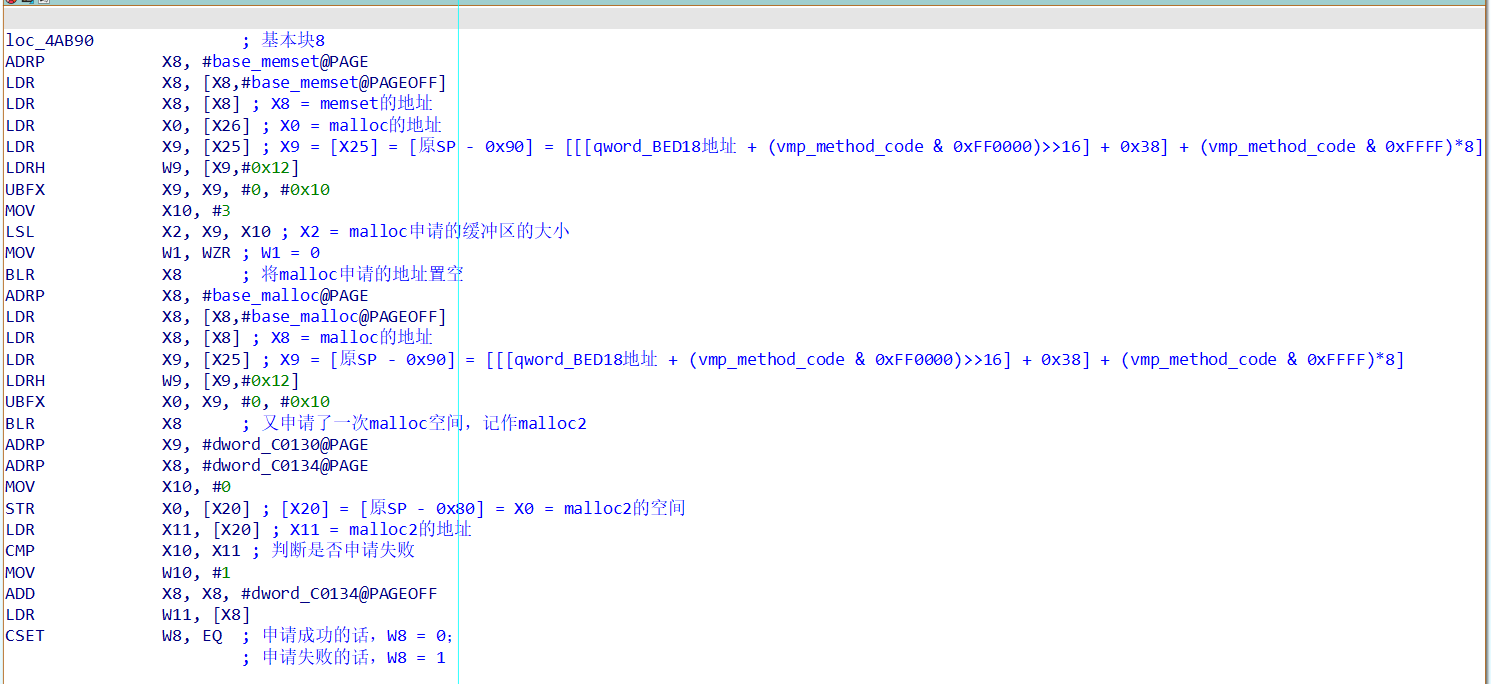 loc_4AB90 ; 基本块8
ADRP X8, #base_memset@PAGE
LDR X8, [X8,#base_memset@PAGEOFF]
LDR X8, [X8] ; X8 = memset的地址
LDR X0, [X26] ; X0 = malloc的地址
LDR X9, [X25] ; X9 = [X25] = [原SP - 0x90] = [[[qword_BED18地址 + (vmp_method_code & 0xFF0000)>>16] + 0x38] + (vmp_method_code & 0xFFFF)*8]
LDRH W9, [X9,#0x12]
UBFX X9, X9, #0, #0x10
MOV X10, #3
LSL X2, X9, X10 ; X2 = malloc申请的缓冲区的大小
MOV W1, WZR ; W1 = 0
BLR X8 ; 将malloc申请的地址置空
ADRP X8, #base_malloc@PAGE
LDR X8, [X8,#base_malloc@PAGEOFF]
LDR X8, [X8] ; X8 = malloc的地址
LDR X9, [X25] ; X9 = [原SP - 0x90] = [[[qword_BED18地址 + (vmp_method_code & 0xFF0000)>>16] + 0x38] + (vmp_method_code & 0xFFFF)*8]
LDRH W9, [X9,#0x12]
UBFX X0, X9, #0, #0x10
BLR X8 ; 又申请了一次malloc空间，记作malloc2
ADRP X9, #dword_C0130@PAGE
ADRP X8, #dword_C0134@PAGE
MOV X10, #0
STR X0, [X20] ; [X20] = [原SP - 0x80] = X0 = malloc2的空间
LDR X11, [X20] ; X11 = malloc2的地址
CMP X10, X11 ; 判断是否申请失败
MOV W10, #1
ADD X8, X8, #dword_C0134@PAGEOFF
LDR W11, [X8]
CSET W8, EQ ; 申请成功的话，W8 = 0;
; 申请失败的话，W8 = 1